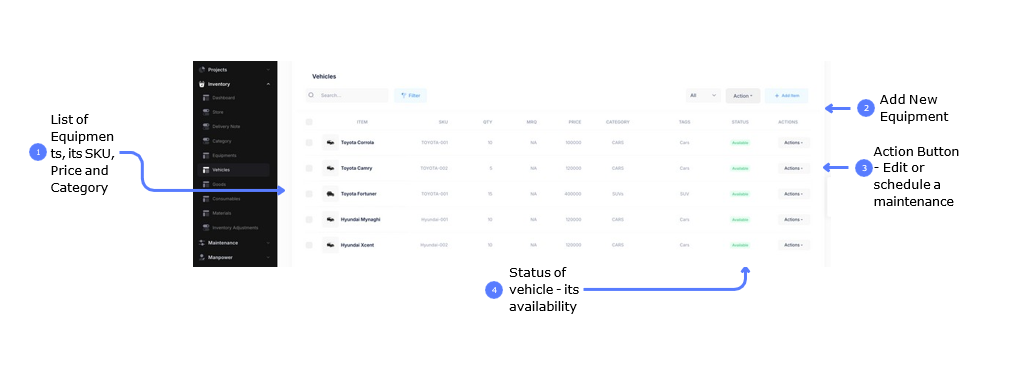 Projects
Inventory
Dashboard
Store
Delivery Note
Category
Equipments
Vehicles
Goods
Consumables
Materials
Inventory Adjustments
Maintenance
Manpower
Vehicles
Search...
Filter
All
Action
+ Add Item
ITEM SKU QTY MRQ PRICE CATEGORY TAGS STATUS ACTIONS
Toyota Corrola TOYOTA-001 10 NA 100000 CARS Cars Available Actions
Toyota Camry TOYOTA-002 5 NA 120000 CARS Cars Available Actions
Toyota Fortuner TOYOTA-001 10 NA 400000 SUVs SUV Available Actions
Hyundai Mynaghi Hyundai-001 10 NA 120000 CARS Cars Available Actions
Hyundai Xcent Hyundai-002 10 NA 120000 CARS Cars Available Actions
1
List of
Equipmen
ts, its SKU,
Price and
Category
2
Add New
Equipment
3
Action Button
- Edit or
schedule a
maintenance
4
Status of
vehicle - its
availability